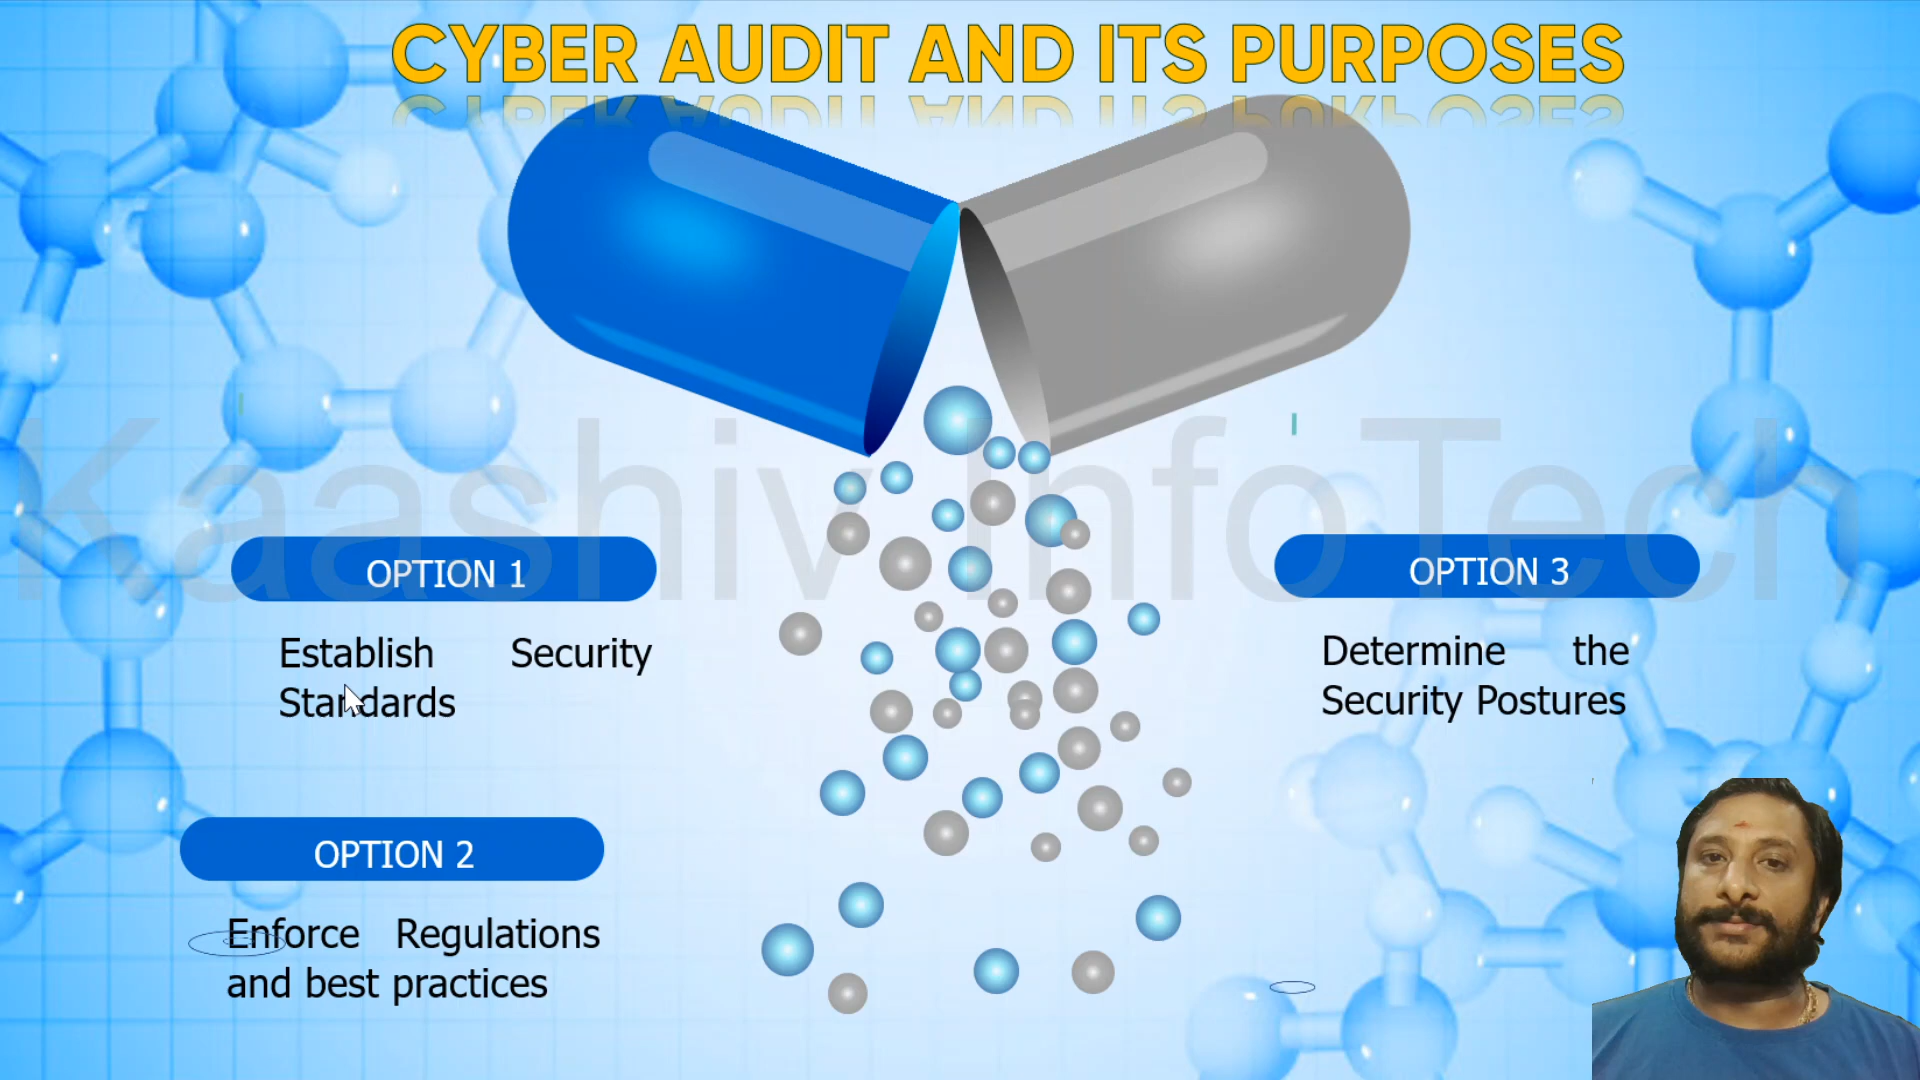 CYBER AUDIT AND ITS PURPOSES
Kaashiv InfoTech
OPTION 1
Establish Security
Standards
OPTION 2
Enforce Regulations
and best practices
OPTION 3
Determine the
Security Postures